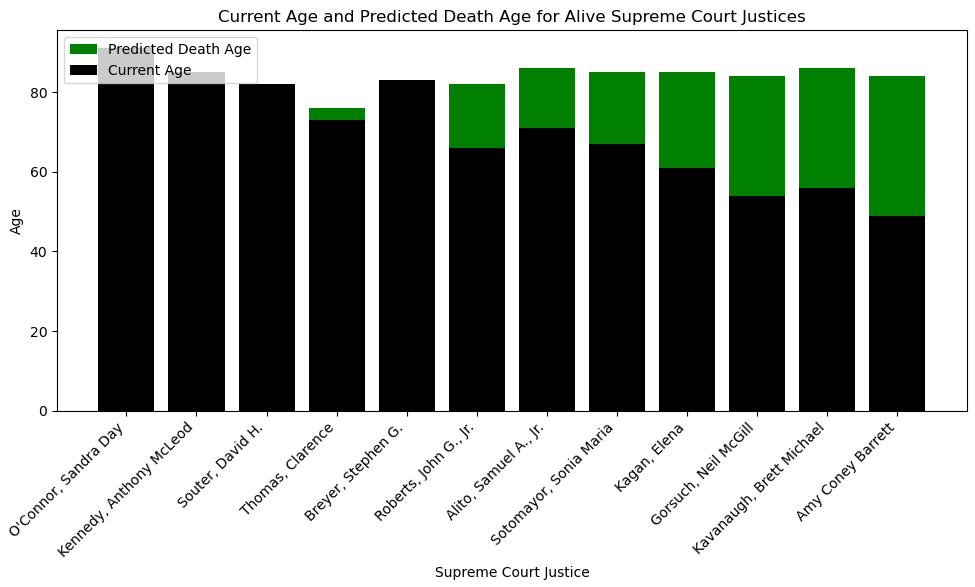 Current Age and Predicted Death Age for Alive Supreme Court Justices
Predicted Death Age
Current Age
80
60
40
20
0
Age
O'Connor, Sandra Day
Kennedy, Anthony McLeod
Souter, David H.
Thomas, Clarence
Breyer, Stephen G.
Roberts, John G., Jr.
Alito, Samuel A., Jr.
Sotomayor, Sonia Maria
Kagan, Elena
Gorsuch, Neil McGill
Kavanaugh, Brett Michael
Amy Coney Barrett
Supreme Court Justice